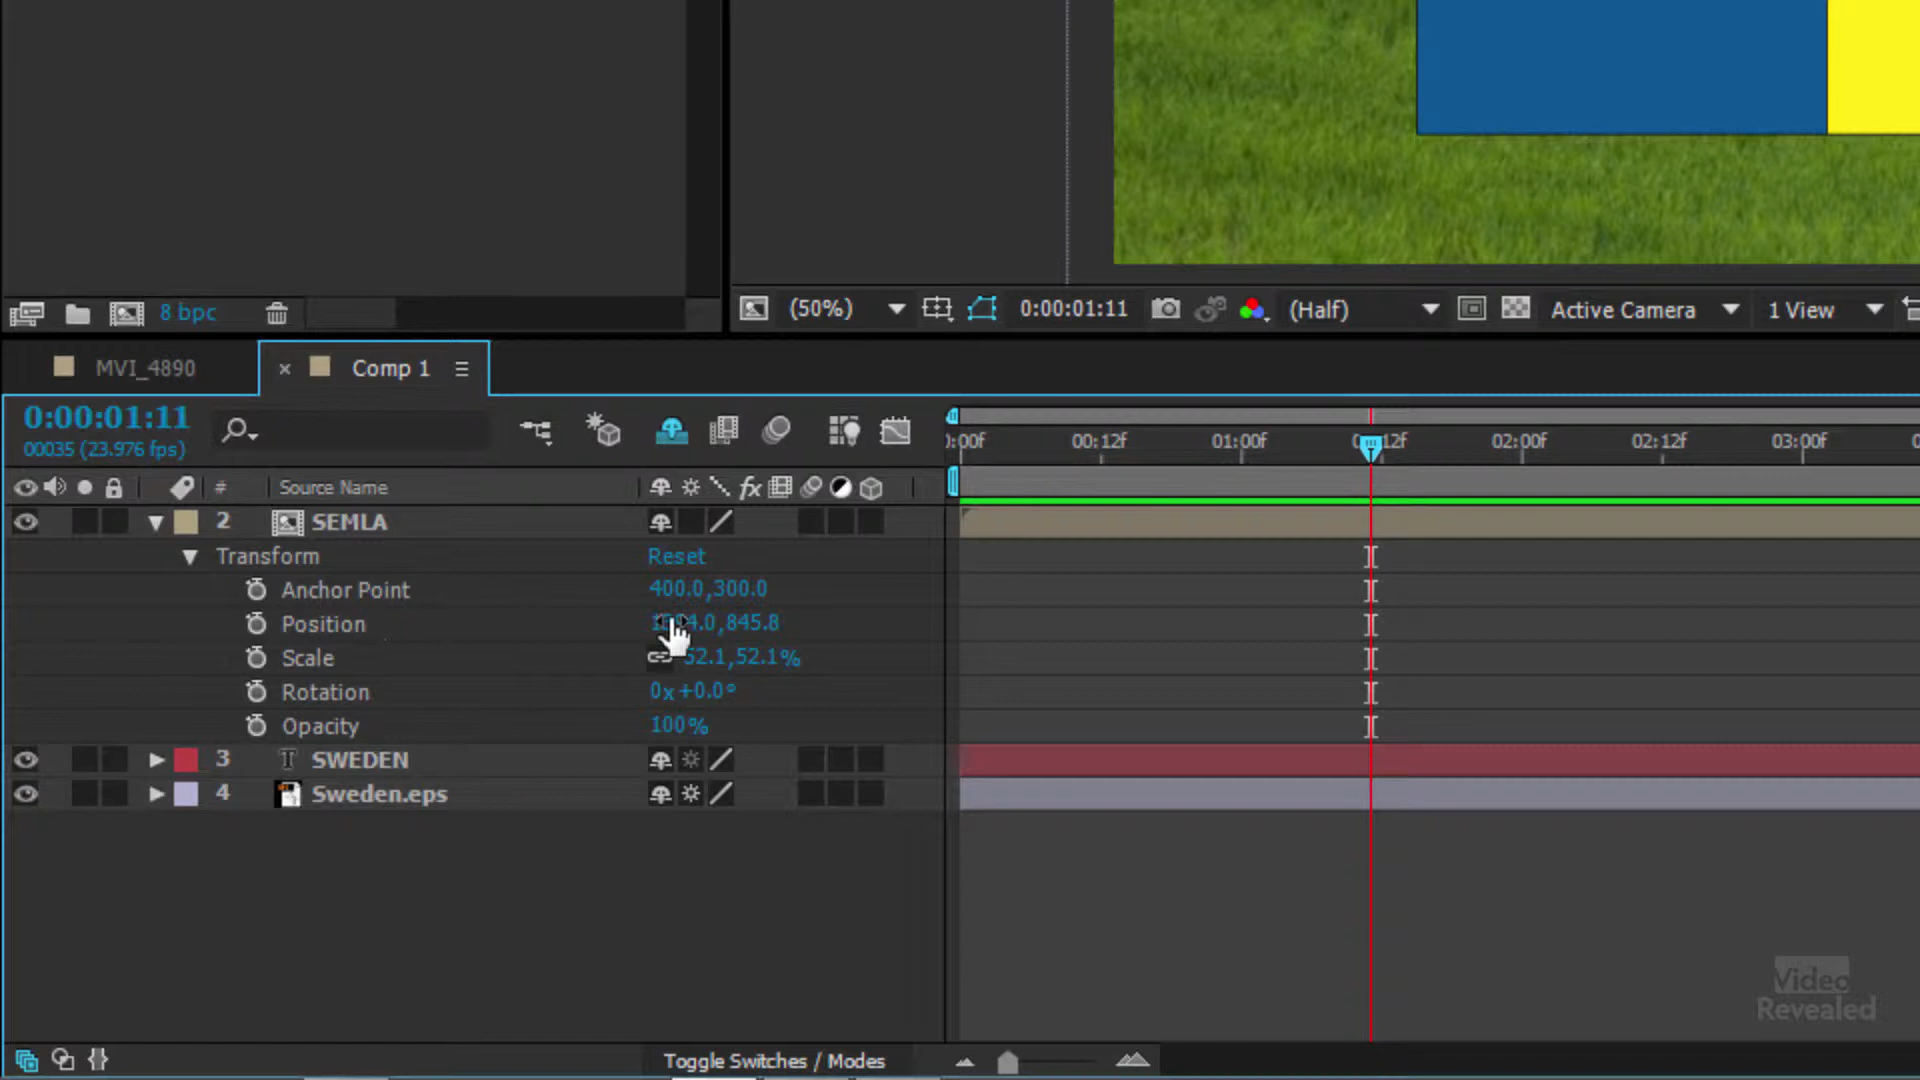 8 bpc
(50%)
0:00:01:11
(Half)
Active Camera
1 View
MVI_4890
× Comp 1
0:00:01:11
00035 (23.976 fps)
:00f
00:12f
01:00f
02:00f
02:12f
03:00f
#
Source Name
fx
2
SEMLA
Transform
Reset
Anchor Point
400.0,300.0
Position
,845.8
Scale
52.1,52.1%
Rotation
0x+0.0°
Opacity
100%
3
T
SWEDEN
4
Sweden.eps
Toggle Switches / Modes
Video
Revealed